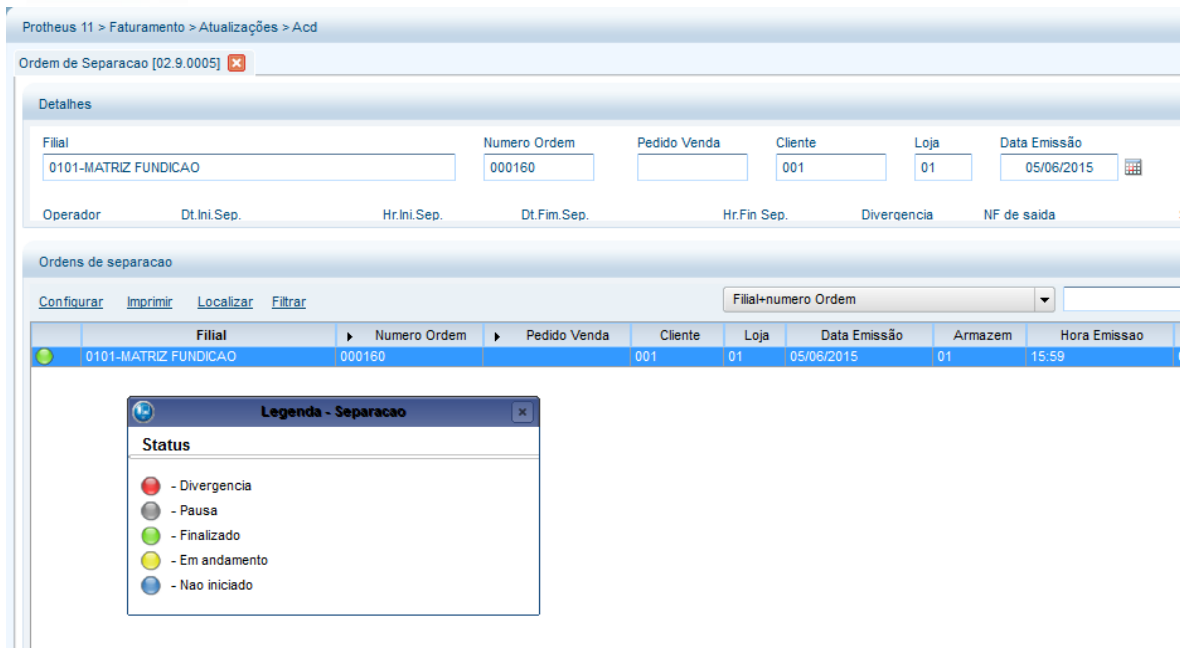 Protheus 11 > Faturamento > Atualizações > Acd
Ordem de Separacao [02.9.0005]
Detalhes
Filial Numero Ordem Pedido Venda Cliente Loja Data Emissão
0101-MATRIZ FUNDICAO 000160 001 01 05/06/2015
Operador Dt.Ini.Sep. Hr.Ini.Sep. Dt.Fim.Sep. Hr.Fin Sep. Divergencia NF de saida
Ordens de separacao
Configurar Imprimir Localizar Filtrar Filial+numero Ordem
Filial Numero Ordem Pedido Venda Cliente Loja Data Emissão Armazem Hora Emissao
0101-MATRIZ FUNDICAO 000160 001 01 05/06/2015 01 15:59
Legenda - Separacao
Status
- Divergencia
- Pausa
- Finalizado
- Em andamento
- Nao iniciado